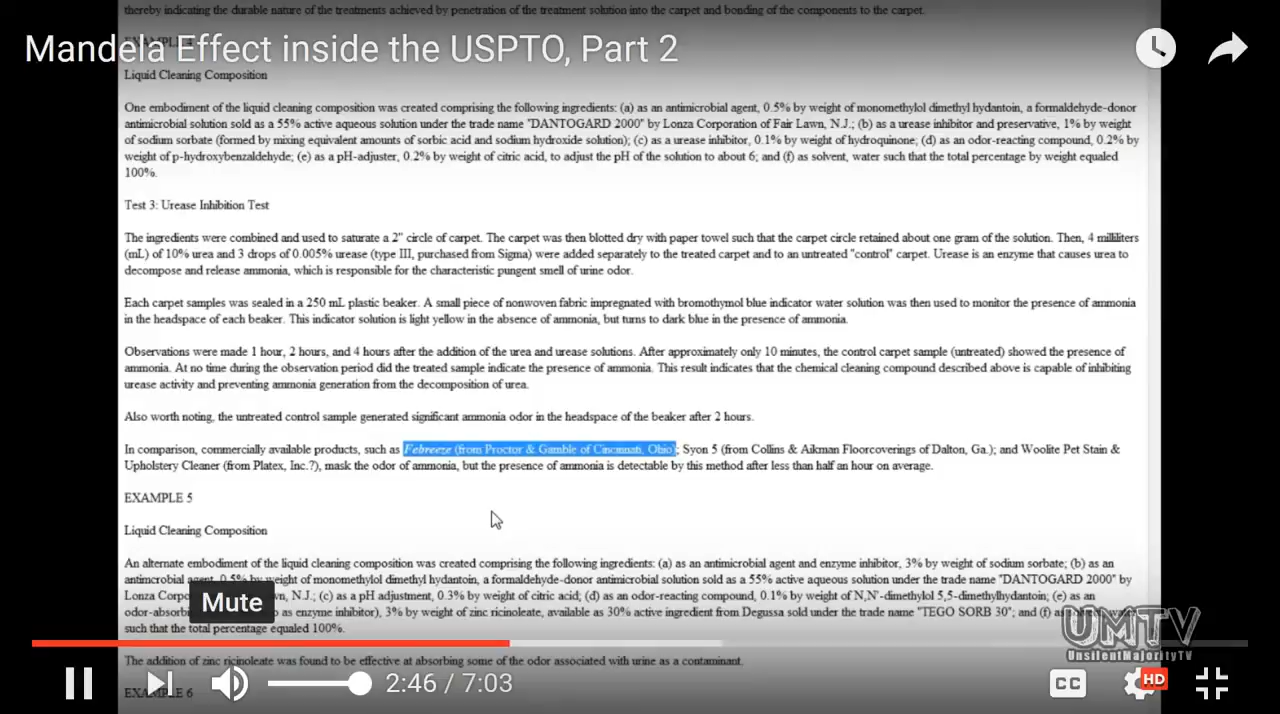 thereby indicating the durable nature of the treatments achieved by penetration of the treatment solution into the carpet and bonding of the components to the carpet.
Mandela Effect inside the USPTO, Part 2
EXAMPLE 4
Liquid Cleaning Composition
One embodiment of the liquid cleaning composition was created comprising the following ingredients: (a) as an antimicrobial agent, 0.5% by weight of monomethylol dimethyl hydantoin, a formaldehyde-donor
antimicrobial solution sold as a 55% active aqueous solution under the trade name "DANTOGARD 2000" by Lonza Corporation of Fair Lawn, N.J.; (b) as a urease inhibitor and preservative, 1% by weight
of sodium sorbate (formed by mixing equivalent amounts of sorbic acid and sodium hydroxide solution); (c) as a urease inhibitor, 0.1% by weight of hydroquinone; (d) as an odor-reacting compound, 0.2% by
weight of p-hydroxybenzaldehyde; (e) as a pH-adjuster, 0.2% by weight of citric acid, to adjust the pH of the solution to about 6; and (f) as solvent, water such that the total percentage by weight equaled
100%.
Test 3: Urease Inhibition Test
The ingredients were combined and used to saturate a 2" circle of carpet. The carpet was then blotted dry with paper towel such that the carpet circle retained about one gram of the solution. Then, 4 milliliters
(mL) of 10% urea and 3 drops of 0.005% urease (type III, purchased from Sigma) were added separately to the treated carpet and to an untreated "control" carpet. Urease is an enzyme that causes urea to
decompose and release ammonia, which is responsible for the characteristic pungent smell of urine odor.
Each carpet samples was sealed in a 250 mL plastic beaker. A small piece of nonwoven fabric impregnated with bromothymol blue indicator water solution was then used to monitor the presence of ammonia
in the headspace of each beaker. This indicator solution is light yellow in the absence of ammonia, but turns to dark blue in the presence of ammonia.
Observations were made 1 hour, 2 hours, and 4 hours after the addition of the urea and urease solutions. After approximately only 10 minutes, the control carpet sample (untreated) showed the presence of
ammonia. At no time during the observation period did the treated sample indicate the presence of ammonia. This result indicates that the chemical cleaning compound described above is capable of inhibiting
urease activity and preventing ammonia generation from the decomposition of urea.
Also worth noting, the untreated control sample generated significant ammonia odor in the headspace of the beaker after 2 hours.
In comparison, commercially available products, such as Febreeze (from Proctor & Gamble of Cincinnati, Ohio); Syon 5 (from Collins & Aikman Floorcoverings of Dalton, Ga.); and Woolite Pet Stain &
Upholstery Cleaner (from Platex, Inc.?), mask the odor of ammonia, but the presence of ammonia is detectable by this method after less than half an hour on average.
EXAMPLE 5
Liquid Cleaning Composition
An alternate embodiment of the liquid cleaning composition was created comprising the following ingredients: (a) as an antimicrobial agent and enzyme inhibitor, 3% by weight of sodium sorbate; (b) as an
antimcrobial agent, 0.5% by weight of monomethylol dimethyl hydantoin, a formaldehyde-donor antimicrobial solution sold as a 55% active aqueous solution under the trade name "DANTOGARD 2000" by
Lonza Corpo wn, N.J.; (c) as a pH adjustment, 0.3% by weight of citric acid; (d) as an odor-reacting compound, 0.1% by weight of N,N'-dimethylol 5,5-dimethylhydantoin; (e) as an
odor-absorbi o as enzyme inhibitor), 3% by weight of zinc ricinoleate, available as 30% active ingredient from Degussa sold under the trade name "TEGO SORB 30"; and (f) as water
such that the total percentage equaled 100%.
Mute
UMTV
UnsilentMajorityTV
The addition of zinc ricinoleate was found to be effective at absorbing some of the odor associated with urine as a contaminant.
2:46 / 7:03
CC
HD
EXAMPLE 6